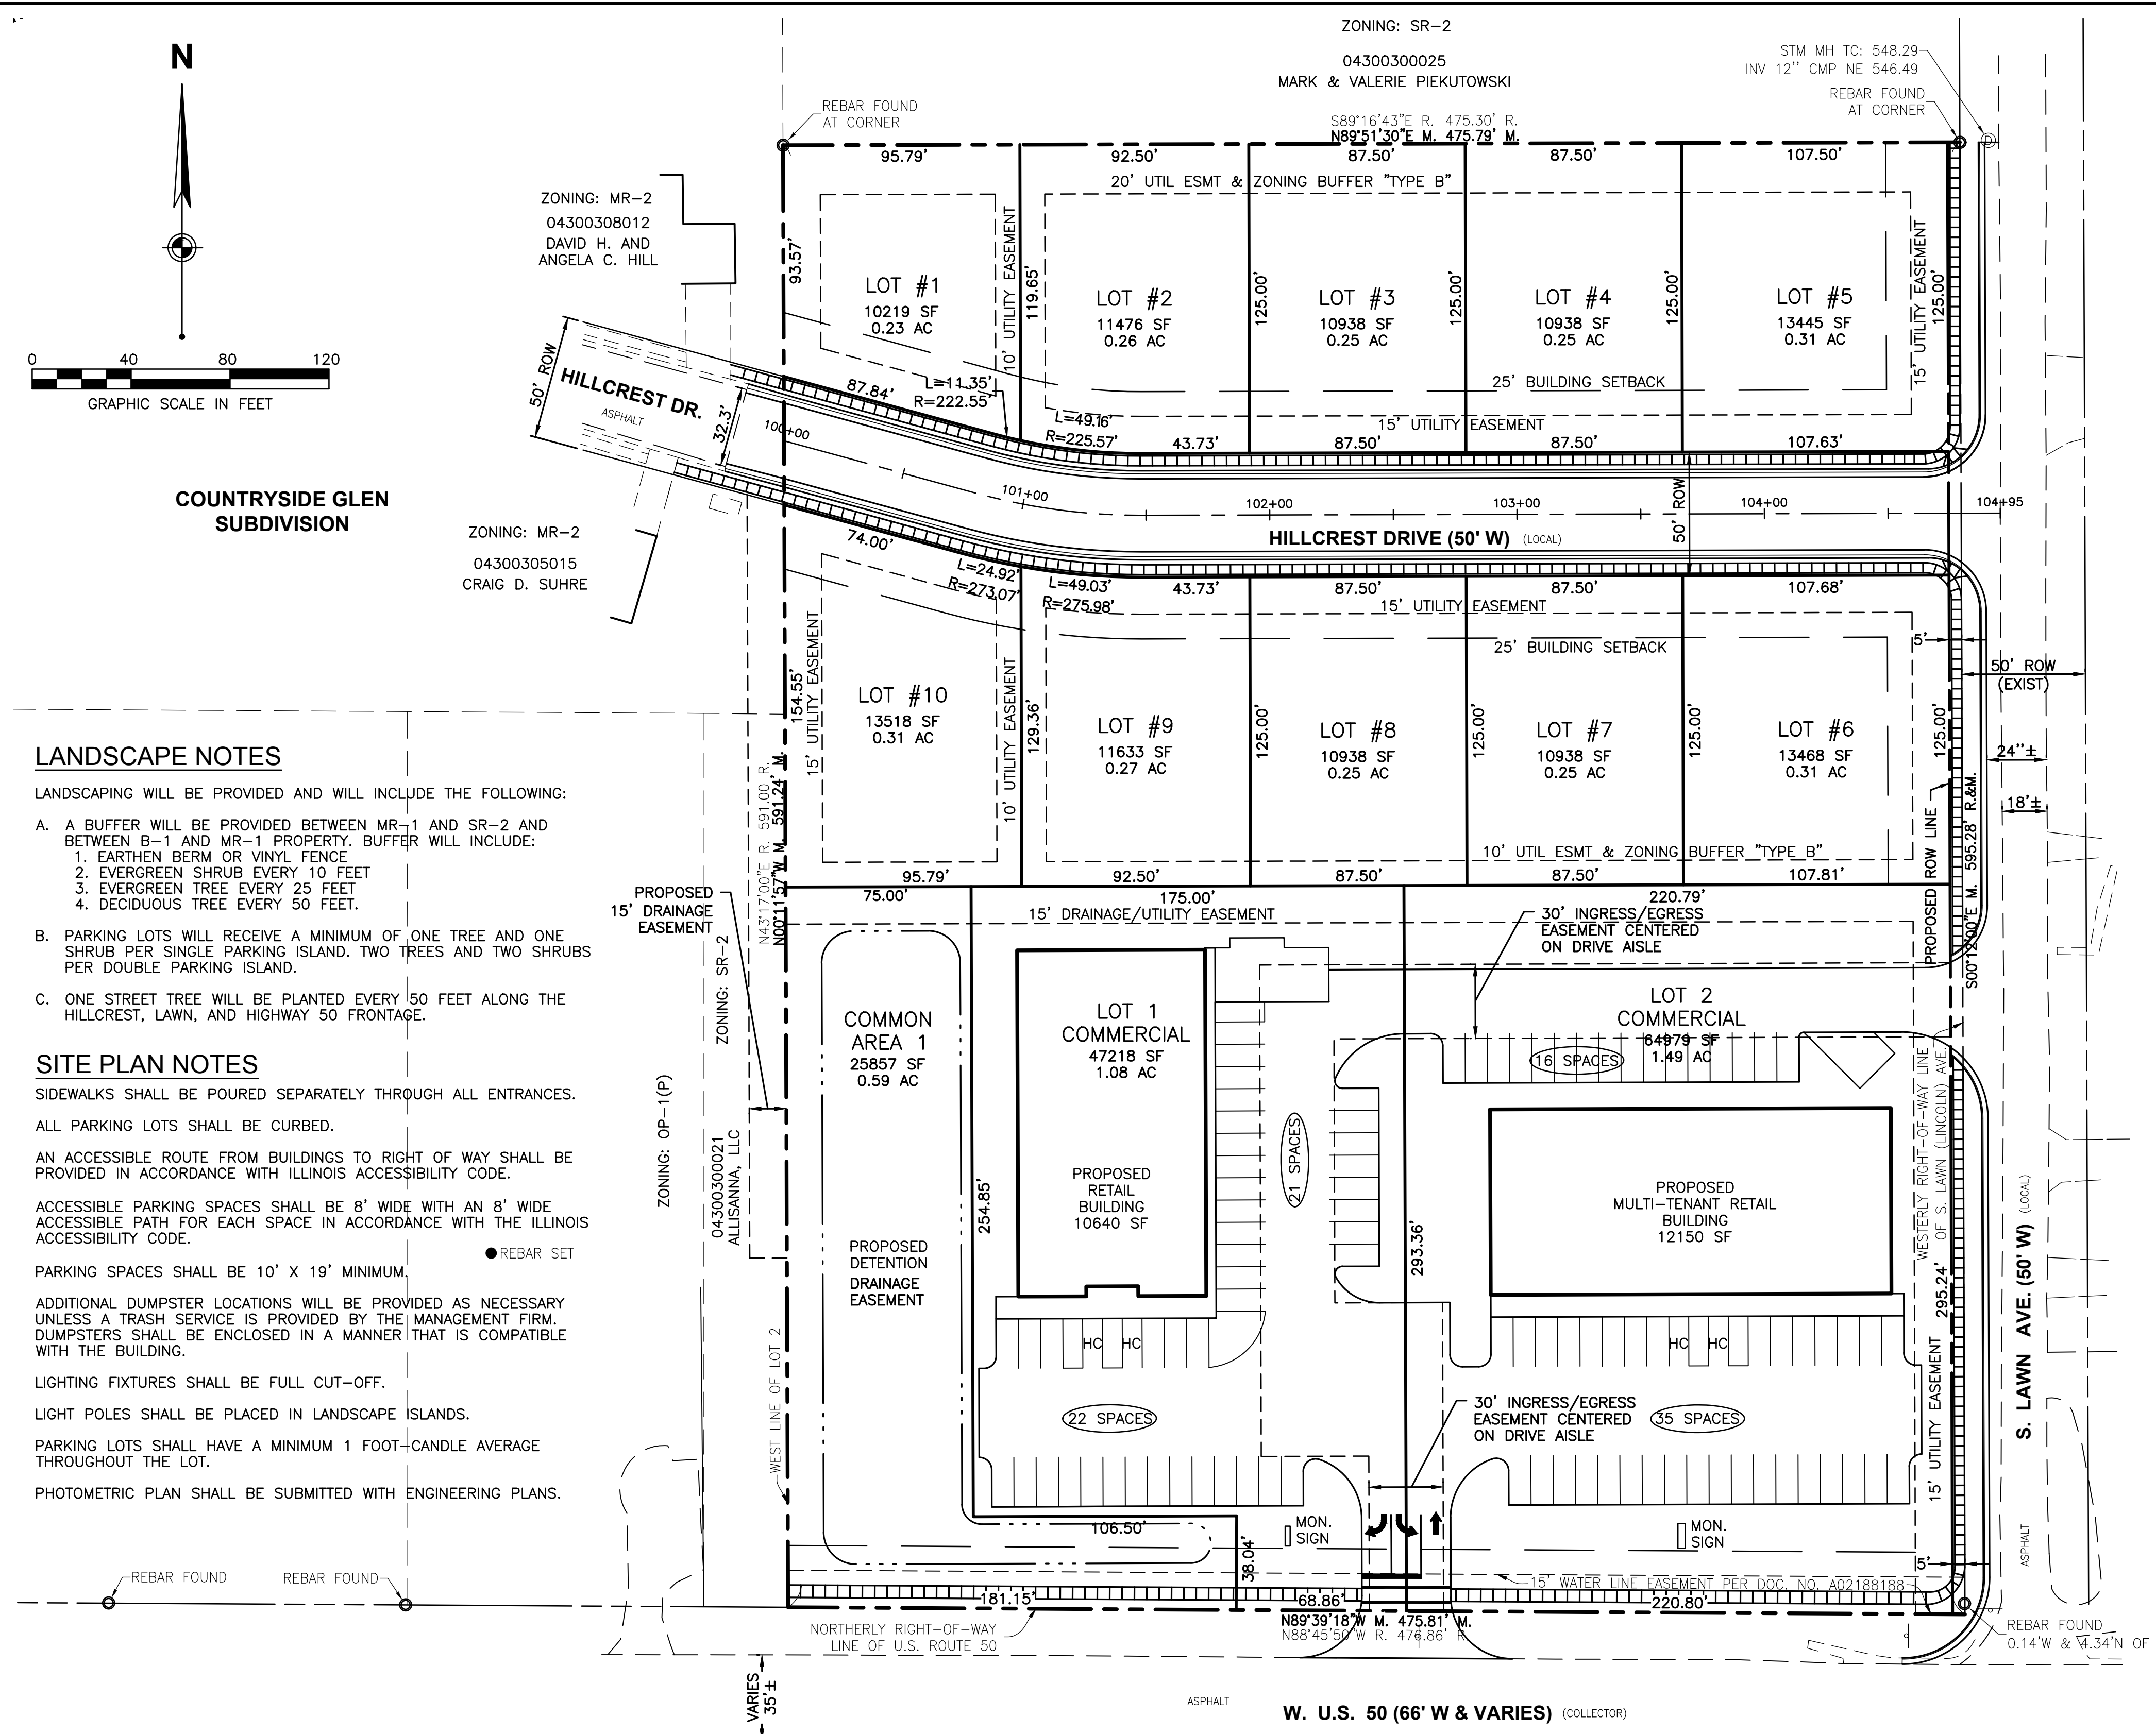 ZONING: SR-2
04300300025
MARK & VALERIE PIEKUTOWSKI
S89°16'43"E R. 475.30' R.
N89°51'30"E M. 475.79' M.
STM MH TC: 548.29
INV 12'' CMP NE 546.49
REBAR FOUND
AT CORNER
REBAR FOUND
AT CORNER
N
0 40 80 120
GRAPHIC SCALE IN FEET
COUNTRYSIDE GLEN
SUBDIVISION
ZONING: MR-2
04300308012
DAVID H. AND
ANGELA C. HILL
50' ROW
HILLCREST DR.
ASPHALT
32.3'
ZONING: MR-2
04300305015
CRAIG D. SUHRE
95.79'
92.50'
87.50'
87.50'
107.50'
20' UTIL ESMT & ZONING BUFFER "TYPE B"
93.57'
LOT #1
10219 SF
0.23 AC
10' UTILITY EASEMENT
119.65'
LOT #2
11476 SF
0.26 AC
125.00'
LOT #3
10938 SF
0.25 AC
125.00'
LOT #4
10938 SF
0.25 AC
125.00'
LOT #5
13445 SF
0.31 AC
15' UTILITY EASEMENT
125.00'
25' BUILDING SETBACK
87.84'
L=11.35'
R=222.55'
L=49.16'
R=225.57'
15' UTILITY EASEMENT
43.73'
87.50'
87.50'
107.63'
100+00
101+00
102+00
103+00
104+00
104+95
HILLCREST DRIVE (50' W) (LOCAL)
50' ROW
74.00'
L=24.92'
R=273.07'
L=49.03'
R=275.98'
43.73'
87.50'
87.50'
107.68'
15' UTILITY EASEMENT
25' BUILDING SETBACK
5'
50' ROW
(EXIST)
24''±
18'±
154.55'
15' UTILITY EASEMENT
LOT #10
13518 SF
0.31 AC
10' UTILITY EASEMENT
129.36'
LOT #9
11633 SF
0.27 AC
125.00'
LOT #8
10938 SF
0.25 AC
125.00'
LOT #7
10938 SF
0.25 AC
125.00'
LOT #6
13468 SF
0.31 AC
125.00'
PROPOSED ROW LINE
S00°12'00"E M. 595.28' R.&M.
10' UTIL ESMT & ZONING BUFFER "TYPE B"
95.79'
92.50'
87.50'
87.50'
107.81'
75.00'
175.00'
220.79'
15' DRAINAGE/UTILITY EASEMENT
N43°17'00"E R. 591.00 R.
N00°11'57"W M. 591.24' M.
LANDSCAPE NOTES
LANDSCAPING WILL BE PROVIDED AND WILL INCLUDE THE FOLLOWING:
A. A BUFFER WILL BE PROVIDED BETWEEN MR-1 AND SR-2 AND
BETWEEN B-1 AND MR-1 PROPERTY. BUFFER WILL INCLUDE:
1. EARTHEN BERM OR VINYL FENCE
2. EVERGREEN SHRUB EVERY 10 FEET
3. EVERGREEN TREE EVERY 25 FEET
4. DECIDUOUS TREE EVERY 50 FEET.
B. PARKING LOTS WILL RECEIVE A MINIMUM OF ONE TREE AND ONE
SHRUB PER SINGLE PARKING ISLAND. TWO TREES AND TWO SHRUBS
PER DOUBLE PARKING ISLAND.
C. ONE STREET TREE WILL BE PLANTED EVERY 50 FEET ALONG THE
HILLCREST, LAWN, AND HIGHWAY 50 FRONTAGE.
SITE PLAN NOTES
SIDEWALKS SHALL BE POURED SEPARATELY THROUGH ALL ENTRANCES.
ALL PARKING LOTS SHALL BE CURBED.
AN ACCESSIBLE ROUTE FROM BUILDINGS TO RIGHT OF WAY SHALL BE
PROVIDED IN ACCORDANCE WITH ILLINOIS ACCESSIBILITY CODE.
ACCESSIBLE PARKING SPACES SHALL BE 8' WIDE WITH AN 8' WIDE
ACCESSIBLE PATH FOR EACH SPACE IN ACCORDANCE WITH THE ILLINOIS
ACCESSIBILITY CODE.
REBAR SET
PARKING SPACES SHALL BE 10' X 19' MINIMUM.
ADDITIONAL DUMPSTER LOCATIONS WILL BE PROVIDED AS NECESSARY
UNLESS A TRASH SERVICE IS PROVIDED BY THE MANAGEMENT FIRM.
DUMPSTERS SHALL BE ENCLOSED IN A MANNER THAT IS COMPATIBLE
WITH THE BUILDING.
LIGHTING FIXTURES SHALL BE FULL CUT-OFF.
LIGHT POLES SHALL BE PLACED IN LANDSCAPE ISLANDS.
PARKING LOTS SHALL HAVE A MINIMUM 1 FOOT-CANDLE AVERAGE
THROUGHOUT THE LOT.
PHOTOMETRIC PLAN SHALL BE SUBMITTED WITH ENGINEERING PLANS.
REBAR FOUND
REBAR FOUND
PROPOSED
15' DRAINAGE
EASEMENT
ZONING: SR-2
ZONING: OP-1(P)
04300300021
ALLISANNA, LLC
WEST LINE OF LOT 2
COMMON
AREA 1
25857 SF
0.59 AC
PROPOSED
DETENTION
DRAINAGE
EASEMENT
254.85'
LOT 1
COMMERCIAL
47218 SF
1.08 AC
PROPOSED
RETAIL
BUILDING
10640 SF
21 SPACES
HC HC
22 SPACES
30' INGRESS/EGRESS
EASEMENT CENTERED
ON DRIVE AISLE
LOT 2
COMMERCIAL
64979 SF
1.49 AC
16 SPACES
293.36'
PROPOSED
MULTI-TENANT RETAIL
BUILDING
12150 SF
HC HC
30' INGRESS/EGRESS
EASEMENT CENTERED
ON DRIVE AISLE
35 SPACES
WESTERLY RIGHT-OF-WAY LINE
OF S. LAWN (LINCOLN) AVE.
295.24'
15' UTILITY EASEMENT
S. LAWN AVE. (50' W) (LOCAL)
ASPHALT
106.50'
38.04'
MON.
SIGN
MON.
SIGN
5'
15' WATER LINE EASEMENT PER DOC. NO. A02188188
181.15'
68.86'
220.80'
N89°39'18"W M. 475.81' M.
N88°45'50"W R. 476.86' R.
NORTHERLY RIGHT-OF-WAY
LINE OF U.S. ROUTE 50
REBAR FOUND
0.14'W & 4.34'N OF
VARIES
35'±
ASPHALT
W. U.S. 50 (66' W & VARIES) (COLLECTOR)